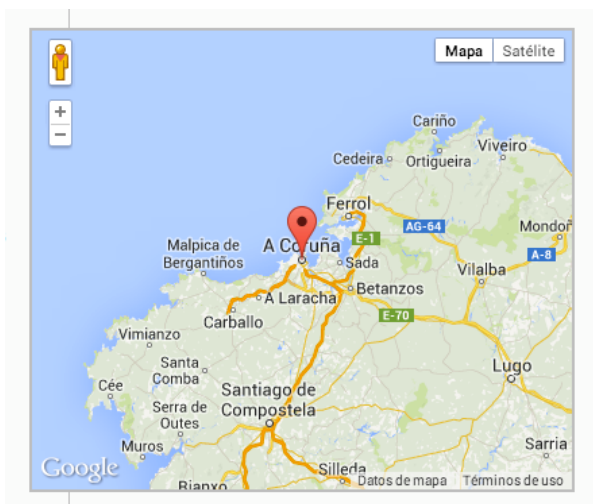 Mapa
Satélite
+
−
Cariño
Viveiro
Cedeira
Ortigueira
Ferrol
AG-64
Mondoñ
E-1
A-8
Malpica de
Bergantiños
A Coruña
Sada
Vilalba
Betanzos
A Laracha
E-70
Carballo
Vimianzo
Lugo
Santa
Comba
Cée
Santiago de
Compostela
Serra de
Outes
Muros
Sarria
Silleda
Rianxo
Google
Datos de mapa
Términos de uso